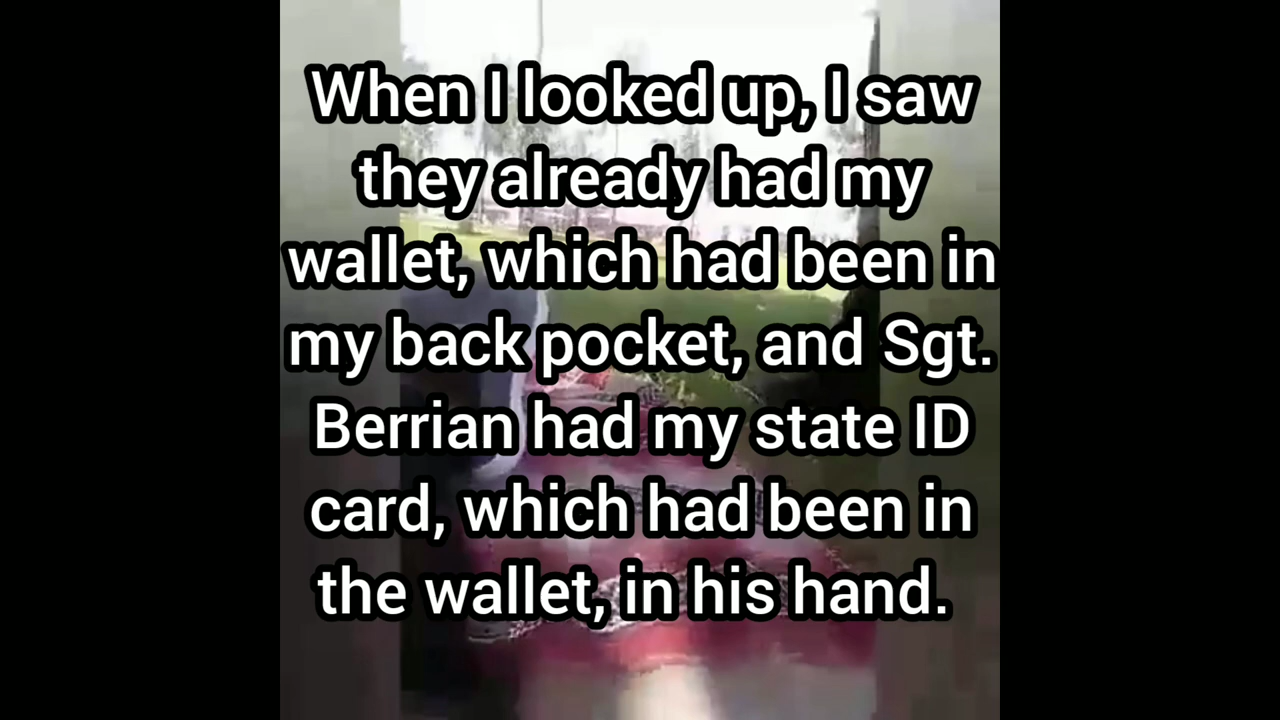 When I looked up, I saw
they already had my
wallet, which had been in
my back pocket, and Sgt.
Berrian had my state ID
card, which had been in
the wallet, in his hand.